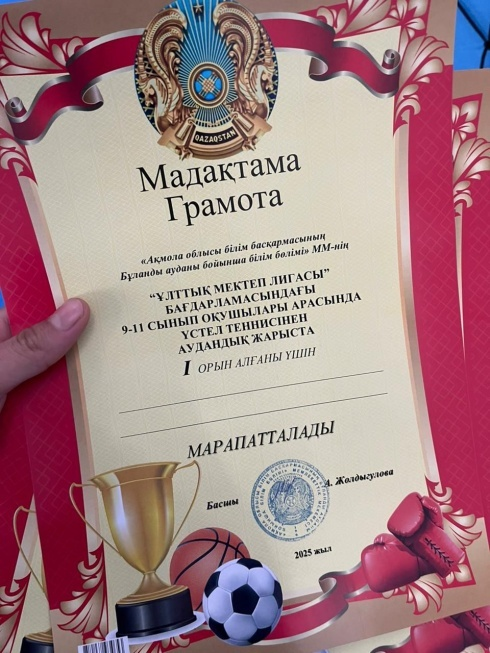 QAZAQSTAN
Мадақтама
Грамота
«Ақмола облысы білім басқармасының
Бұланды ауданы бойынша білім бөлімі» ММ-нің
“ҰЛТТЫҚ МЕКТЕП ЛИГАСЫ”
БАҒДАРЛАМАСЫНДАҒЫ
9-11 СЫНЫП ОҚУШЫЛАРЫ АРАСЫНДА
ҮСТЕЛ ТЕННИСІНЕН
АУДАНДЫҚ ЖАРЫСТА
I ОРЫН АЛҒАНЫ ҮШІН
МАРАПАТТАЛАДЫ
Басшы А. Жолдыгулова
2025 жыл